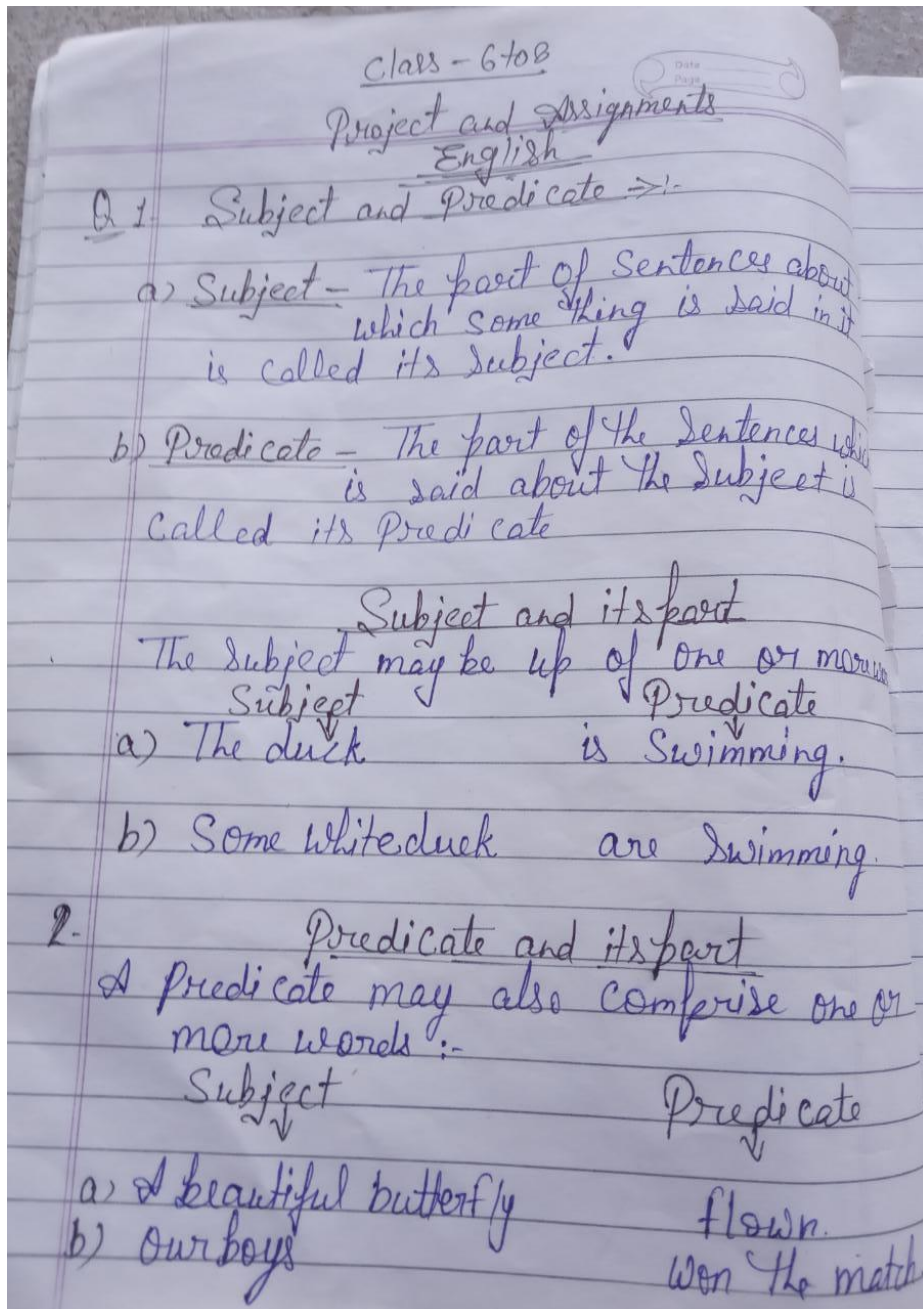 Date
Page
Class - 6 to 8
Project and Assignments
English
Q 1. Subject and Predicate =>:-
a) Subject - The part of Sentences about
which some thing is said in it
is called its subject.
b) Predicate - The part of the Sentences
is said about the Subject is
called its Predicate
Subject and its part
The Subject may be up of one or more
Subject Predicate
a) The duck is Swimming.
b) Some white duck are Swimming.
2. Predicate and its part
A Predicate may also comprise one or
more words :-
Subject Predicate
a) A beautiful butterfly flown.
b) Our boys won the match